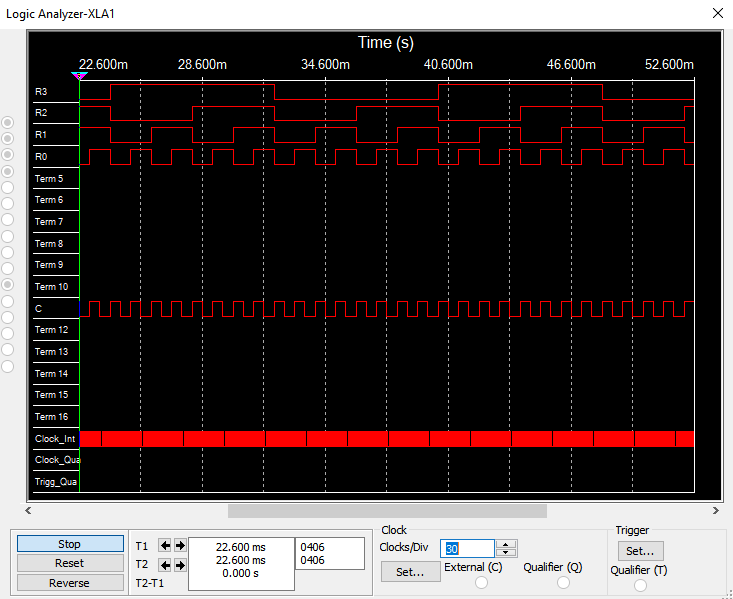 Logic Analyzer-XLA1
Time (s)
22.600m 28.600m 34.600m 40.600m 46.600m 52.600m
R3
R2
R1
R0
Term 5
Term 6
Term 7
Term 8
Term 9
Term 10
C
Term 12
Term 13
Term 14
Term 15
Term 16
Clock_Int
Clock_Qua
Trigg_Qua
Stop
Reset
Reverse
T1
T2
T2-T1
22.600 ms
22.600 ms
0.000 s
0406
0406
Clock
Clocks/Div 30
Set... External (C) Qualifier (Q)
Trigger
Set...
Qualifier (T)